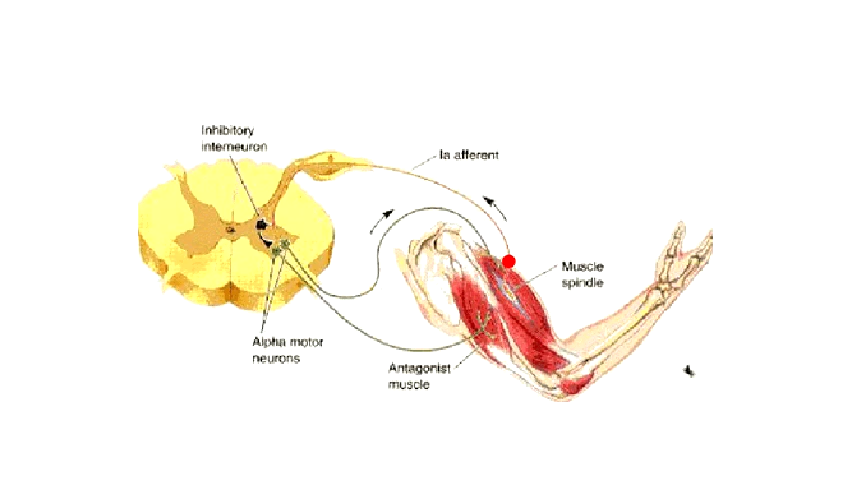 Inhibitory
interneuron
Ia afferent
Muscle
spindle
Alpha motor
neurons
Antagonist
muscle